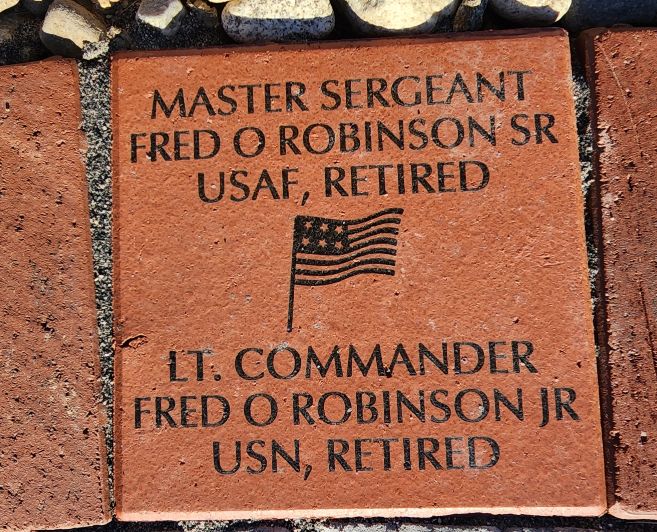 MASTER SERGEANT
FRED O ROBINSON SR
USAF, RETIRED
LT. COMMANDER
FRED O ROBINSON JR
USN, RETIRED